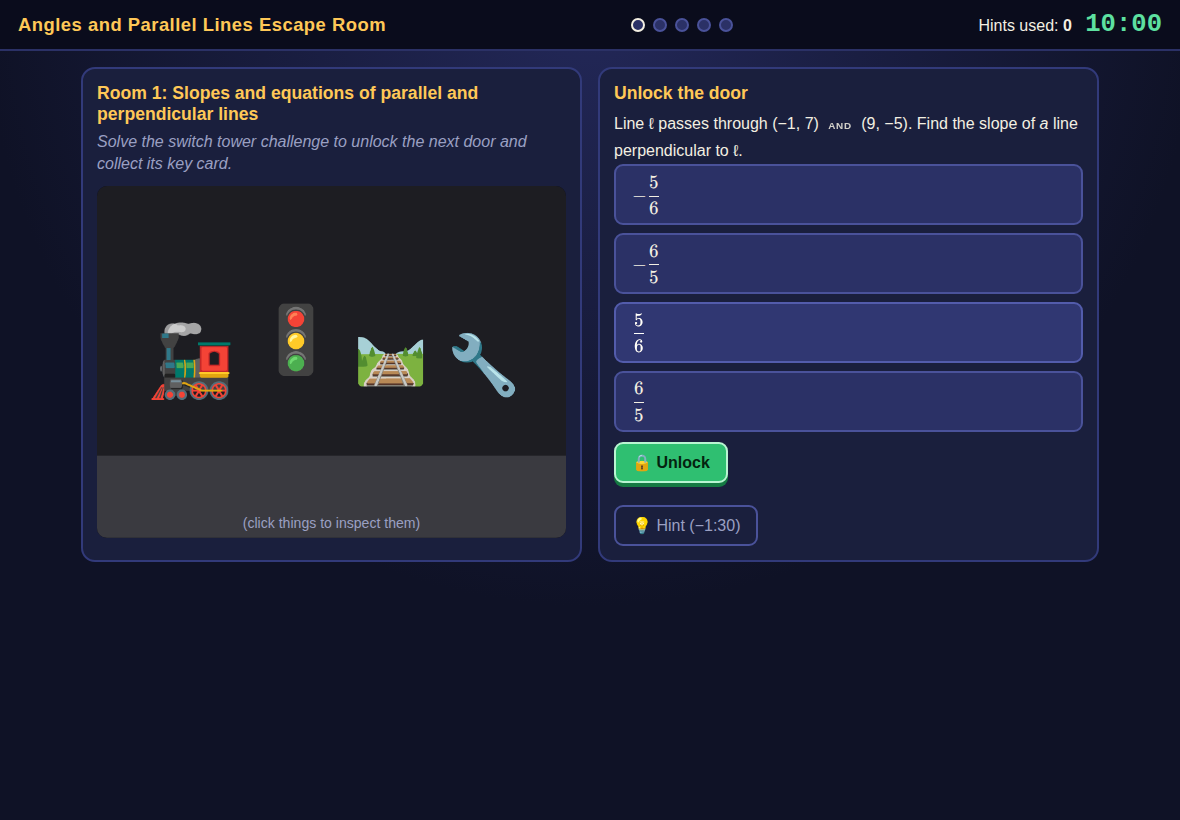 Angles and Parallel Lines Escape Room
Hints used: 0 10:00
Room 1: Slopes and equations of parallel and
perpendicular lines
Solve the switch tower challenge to unlock the next door and
collect its key card.
(click things to inspect them)
Unlock the door
Line ℓ passes through (−1, 7) AND (9, −5). Find the slope of a line
perpendicular to ℓ.
−5/6
−6/5
5/6
6/5
🔒 Unlock
💡 Hint (−1:30)